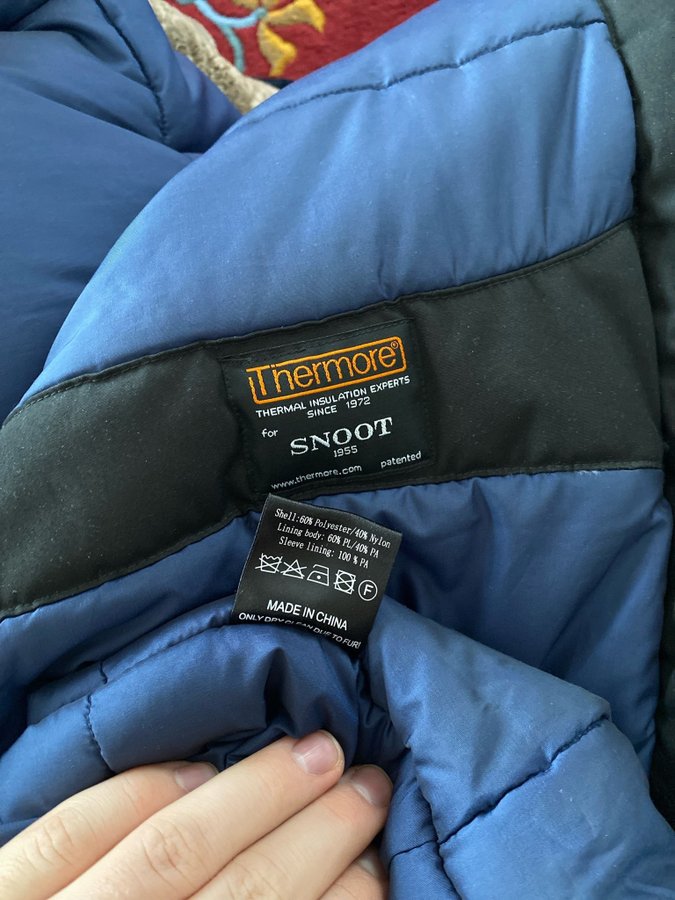 Thermore®
THERMAL INSULATION EXPERTS
SINCE 1972
for
SNOOT
1955
www.thermore.com patented
Shell:60% Polyester/40% Nylon
Lining body: 60% PL/40% PA
Sleeve lining: 100 % PA
F
MADE IN CHINA
ONLY DRY CLEAN DUE TO FUR!